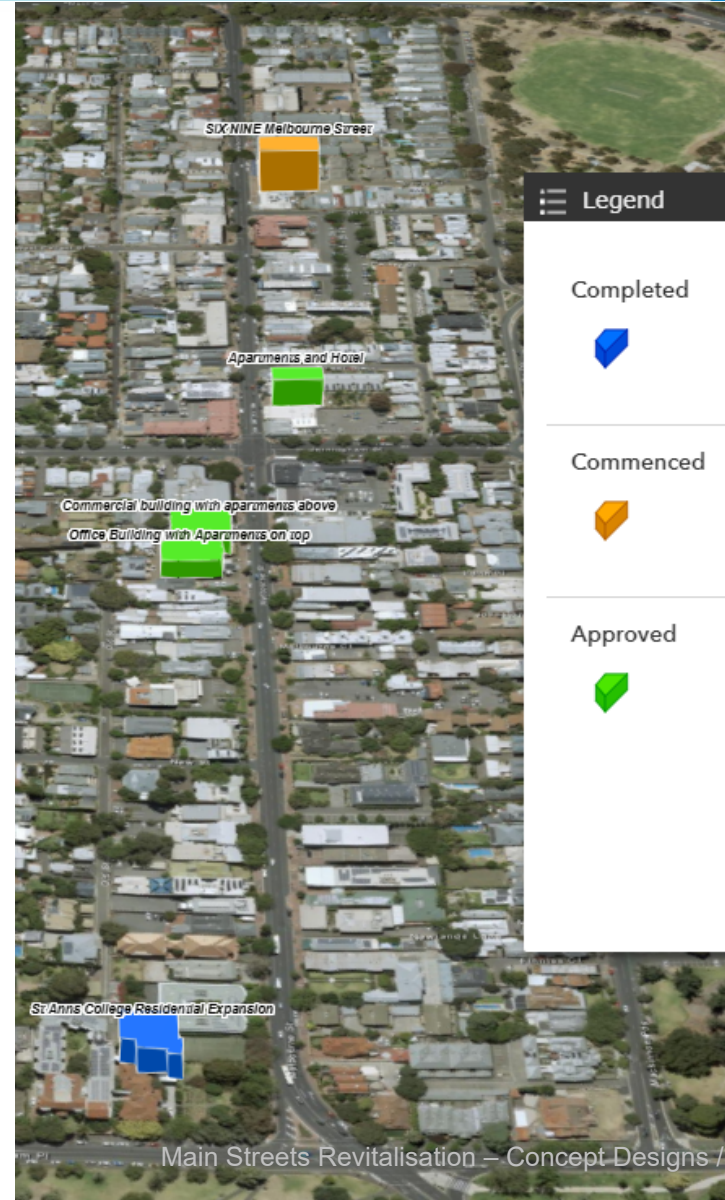 SIX NINE Melbourne Street
Legend
Completed
Apartments and Hotel
Commenced
Commercial building with apartments above
Office Building with Apartments on top
Approved
St Anns College Residential Expansion
Main Streets Revitalisation – Concept Designs /